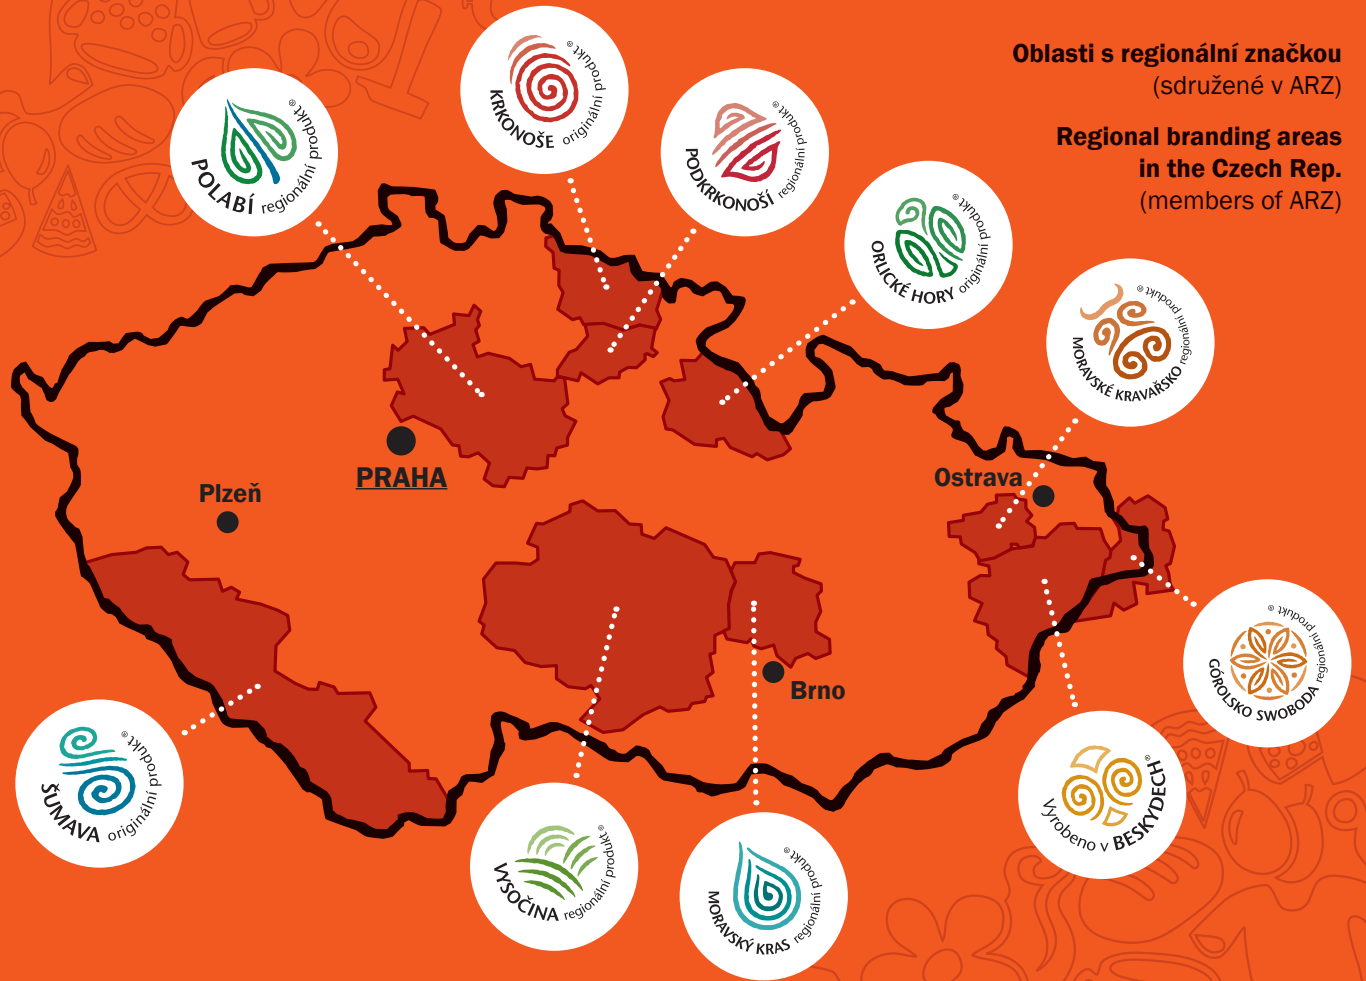 Oblasti s regionální značkou
(sdružené v ARZ)
Regional branding areas
in the Czech Rep.
(members of ARZ)
KRKONOŠE originální produkt®
POLABÍ regionální produkt®
PODKRKONOŠÍ regionální produkt®
ORLICKÉ HORY originální produkt®
MORAVSKÉ KRAVAŘSKO regionální produkt®
PRAHA
Plzeň
Ostrava
Brno
GÓROLSKO SWOBODA regionální produkt®
ŠUMAVA originální produkt®
Vyrobeno v BESKYDECH®
VYSOČINA regionální produkt®
MORAVSKÝ KRAS regionální produkt®